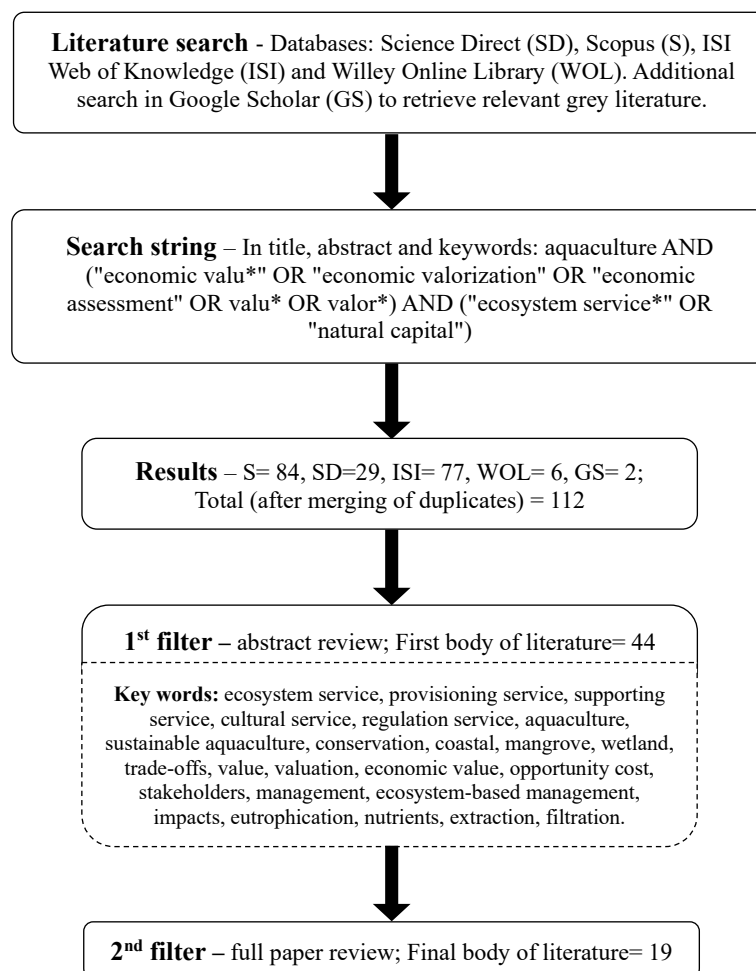 Literature search - Databases: Science Direct (SD), Scopus (S), ISI
Web of Knowledge (ISI) and Willey Online Library (WOL). Additional
search in Google Scholar (GS) to retrieve relevant grey literature.
Search string – In title, abstract and keywords: aquaculture AND
("economic valu*" OR "economic valorization" OR "economic
assessment" OR valu* OR valor*) AND ("ecosystem service*" OR
"natural capital")
Results – S= 84, SD=29, ISI= 77, WOL= 6, GS= 2;
Total (after merging of duplicates) = 112
1st filter – abstract review; First body of literature= 44
Key words: ecosystem service, provisioning service, supporting
service, cultural service, regulation service, aquaculture,
sustainable aquaculture, conservation, coastal, mangrove, wetland,
trade-offs, value, valuation, economic value, opportunity cost,
stakeholders, management, ecosystem-based management,
impacts, eutrophication, nutrients, extraction, filtration.
2nd filter – full paper review; Final body of literature= 19